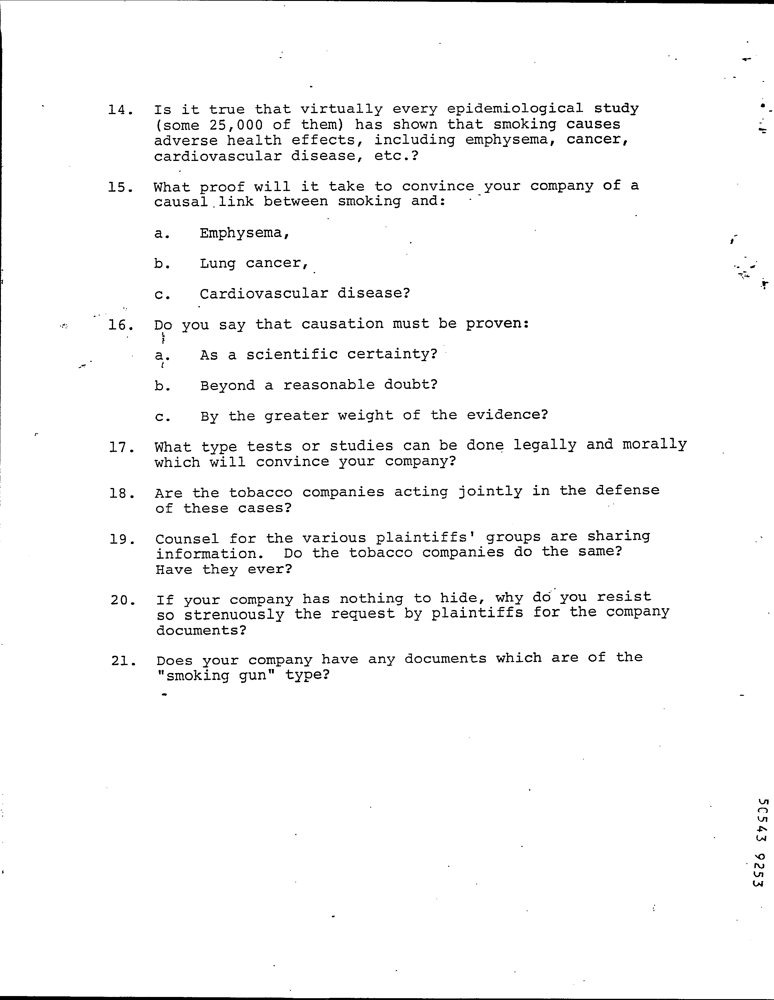 14. Is it true that virtually every epidemiological study
(some 25,000 of them) has shown that smoking causes
adverse health effects, including emphysema, cancer,
cardiovascular disease, etc.?
15. What proof will it take to convince your company of a
causal link between smoking and:
a. Emphysema,
b. Lung cancer,
c. Cardiovascular disease?
16. Do you say that causation must be proven:
a. As a scientific certainty?
b. Beyond a reasonable doubt?
c. By the greater weight of the evidence?
17. What type tests or studies can be done legally and morally
which will convince your company?
18. Are the tobacco companies acting jointly in the defense
of these cases?
19. Counsel for the various plaintiffs' groups are sharing
information. Do the tobacco companies do the same?
Have they ever?
20. If your company has nothing to hide, why do you resist
so strenuously the request by plaintiffs for the company
documents?
21. Does your company have any documents which are of the
"smoking gun" type?
50543 9253